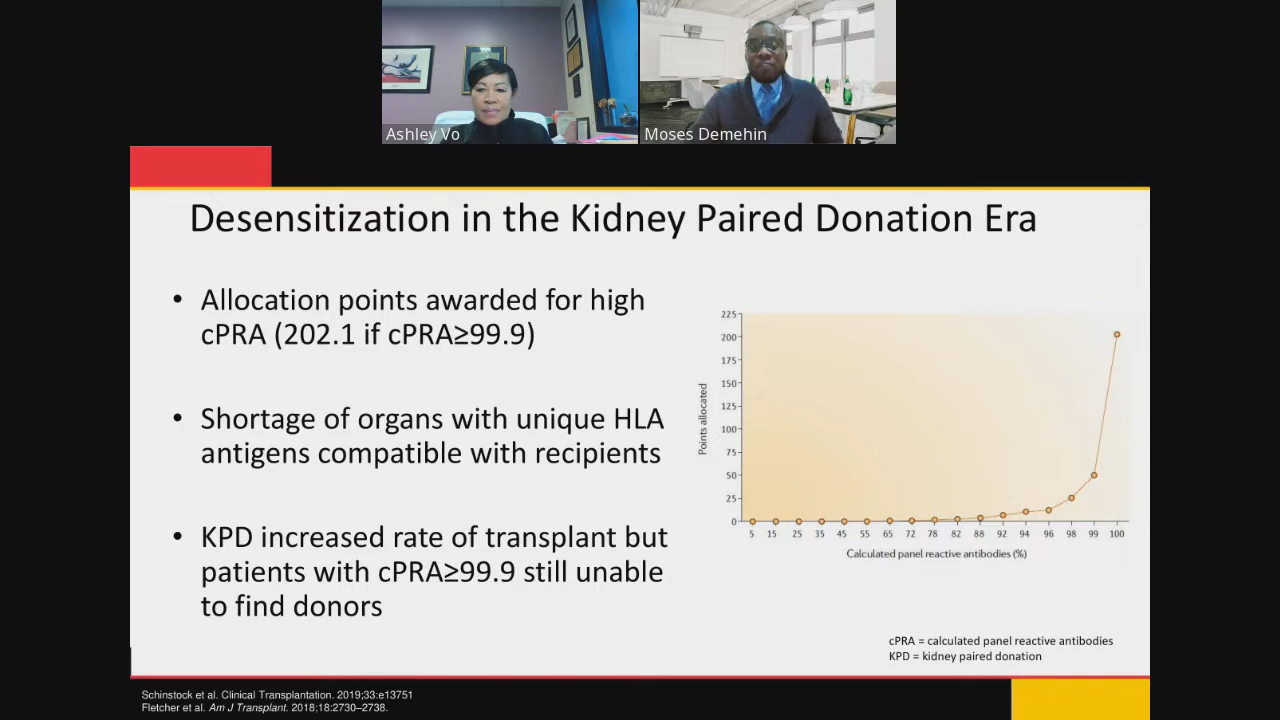 Ashley Vo
Moses Demehin
Desensitization in the Kidney Paired Donation Era
• Allocation points awarded for high
cPRA (202.1 if cPRA≥99.9)
• Shortage of organs with unique HLA
antigens compatible with recipients
• KPD increased rate of transplant but
patients with cPRA≥99.9 still unable
to find donors
Points allocated
225
200
175
150
125
100
75
50
25
0
5 15 25 35 45 55 65 72 78 82 88 92 94 96 98 99 100
Calculated panel reactive antibodies (%)
cPRA = calculated panel reactive antibodies
KPD = kidney paired donation
Schinstock et al. Clinical Transplantation. 2019;33:e13751
Fletcher et al. Am J Transplant. 2018;18:2730–2738.